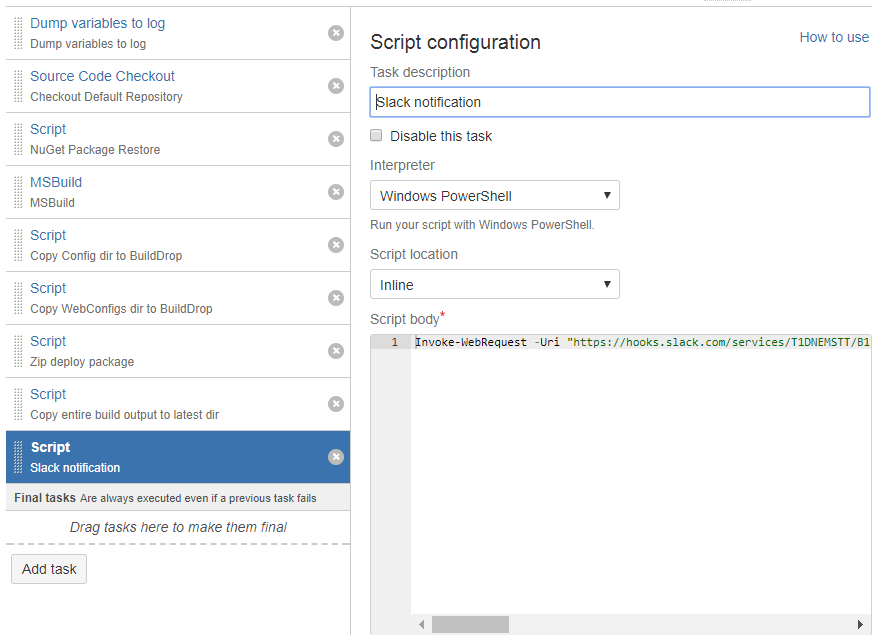 Dump variables to log
Dump variables to log
Source Code Checkout
Checkout Default Repository
Script
NuGet Package Restore
MSBuild
MSBuild
Script
Copy Config dir to BuildDrop
Script
Copy WebConfigs dir to BuildDrop
Script
Zip deploy package
Script
Copy entire build output to latest dir
Script
Slack notification
Final tasks Are always executed even if a previous task fails
Drag tasks here to make them final
Add task
Script configuration
How to use
Task description
Slack notification
Disable this task
Interpreter
Windows PowerShell
Run your script with Windows PowerShell.
Script location
Inline
Script body*
1 Invoke-WebRequest -Uri "https://hooks.slack.com/services/T1DNEMSTT/B1